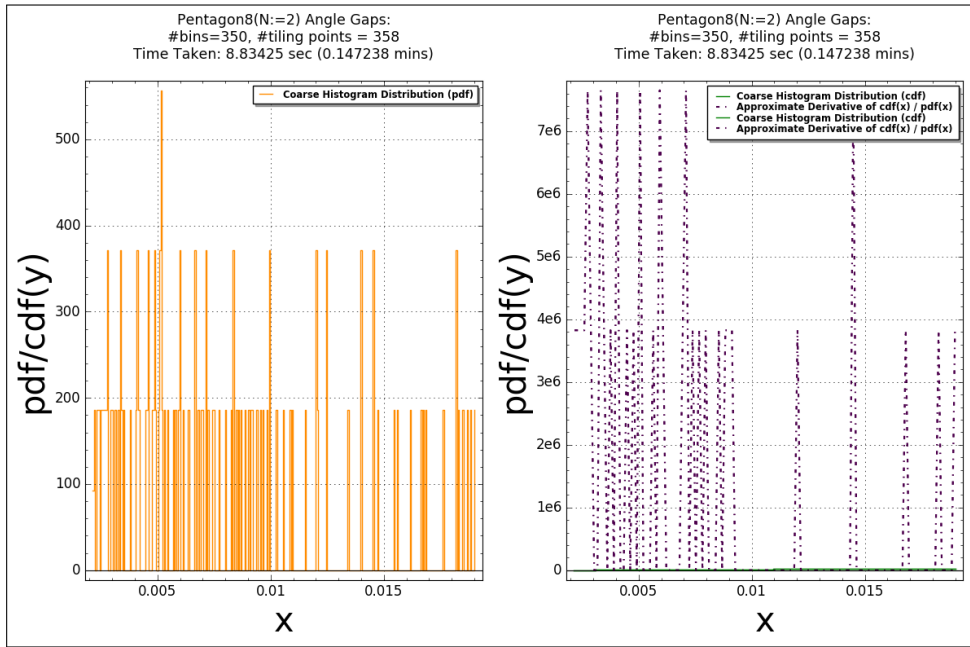 Pentagon8(N:=2) Angle Gaps:
#bins=350, #tiling points = 358
Time Taken: 8.83425 sec (0.147238 mins)
Coarse Histogram Distribution (pdf)
500
400
300
200
100
0
pdf/cdf(y)
0.005
0.01
0.015
x
Pentagon8(N:=2) Angle Gaps:
#bins=350, #tiling points = 358
Time Taken: 8.83425 sec (0.147238 mins)
Coarse Histogram Distribution (cdf)
Approximate Derivative of cdf(x) / pdf(x)
Coarse Histogram Distribution (cdf)
Approximate Derivative of cdf(x) / pdf(x)
7e6
6e6
5e6
4e6
3e6
2e6
1e6
0
pdf/cdf(y)
0.005
0.01
0.015
x